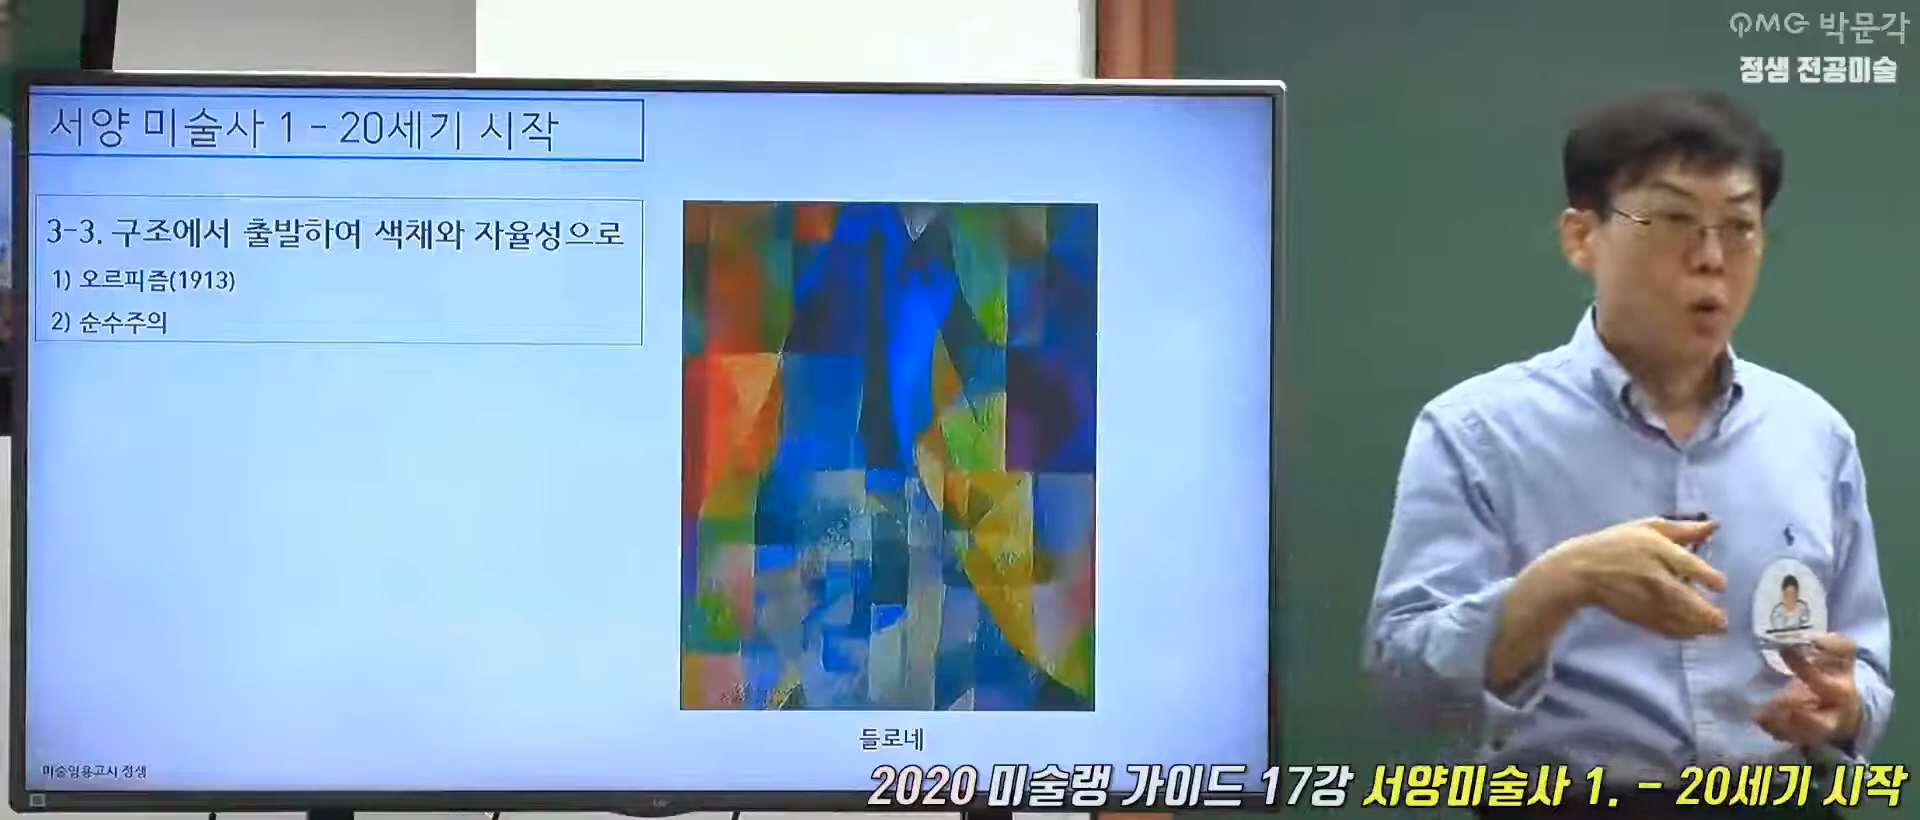 PMG 박문각
정샘 전공미술
서양 미술사 1 - 20세기 시작
3-3. 구조에서 출발하여 색채와 자율성으로
1) 오르피즘(1913)
2) 순수주의
들로네
미술임용고시 정샘
2020 미술랭 가이드 17강 서양미술사 1. - 20세기 시작